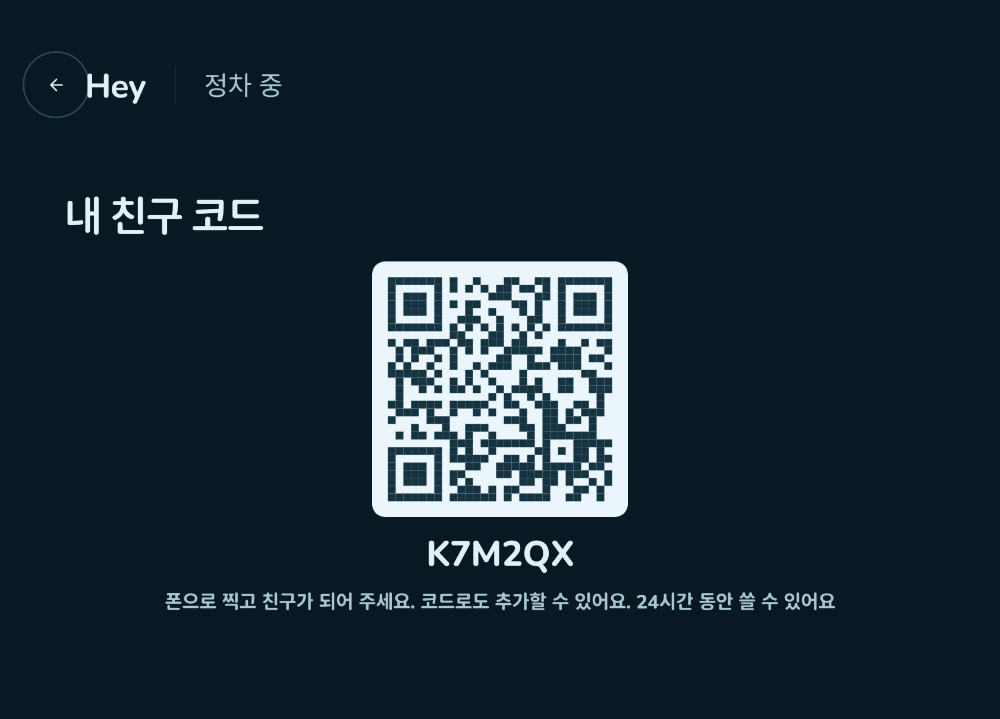 Hey
정차 중
내 친구 코드
K7M2QX
폰으로 찍고 친구가 되어 주세요. 코드로도 추가할 수 있어요. 24시간 동안 쓸 수 있어요